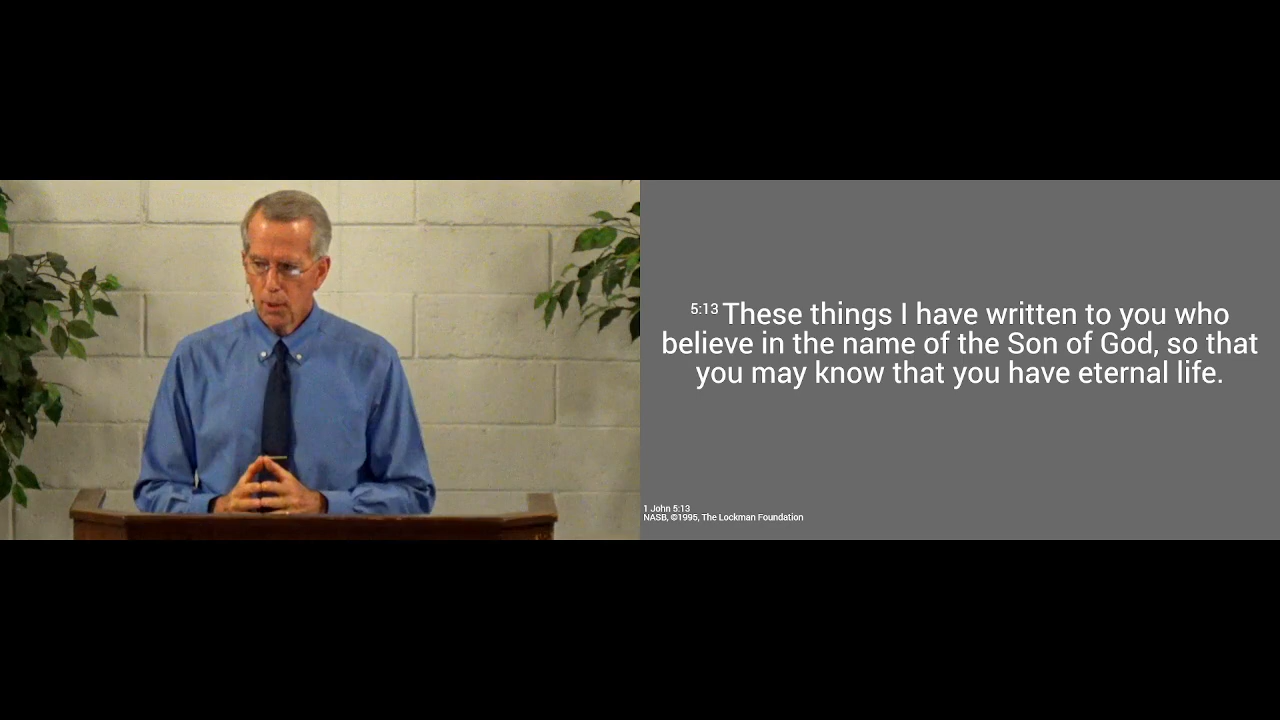 5:13 These things I have written to you who
believe in the name of the Son of God, so that
you may know that you have eternal life.
1 John 5:13
NASB, ©1995, The Lockman Foundation